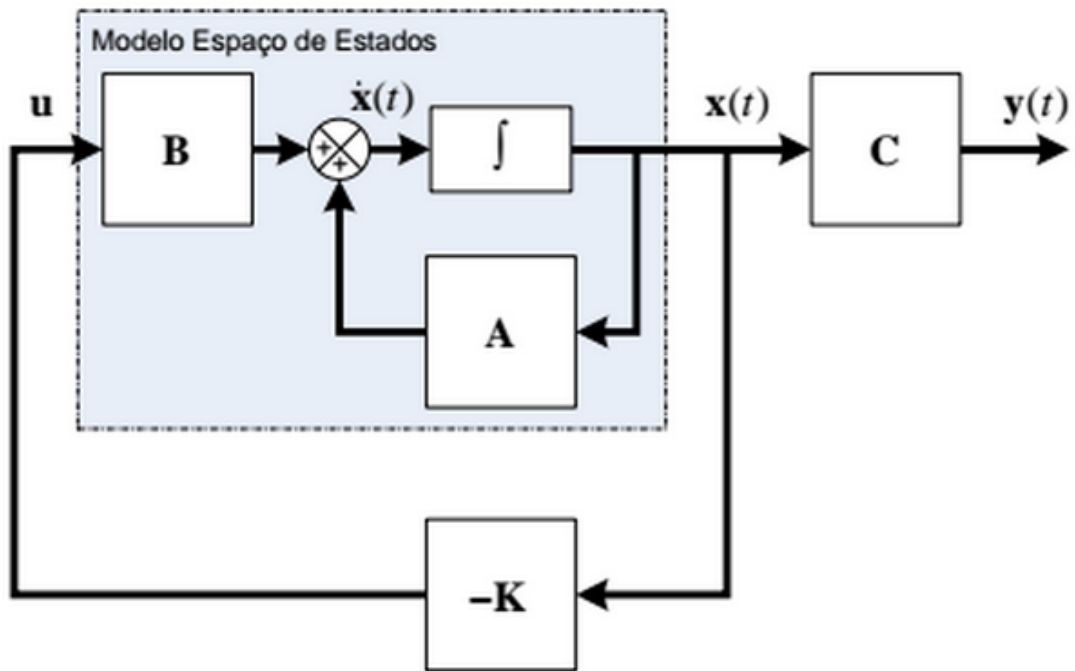 Modelo Espaço de Estados
u
B
+
+
ẋ(t)
∫
x(t)
C
y(t)
A
–K